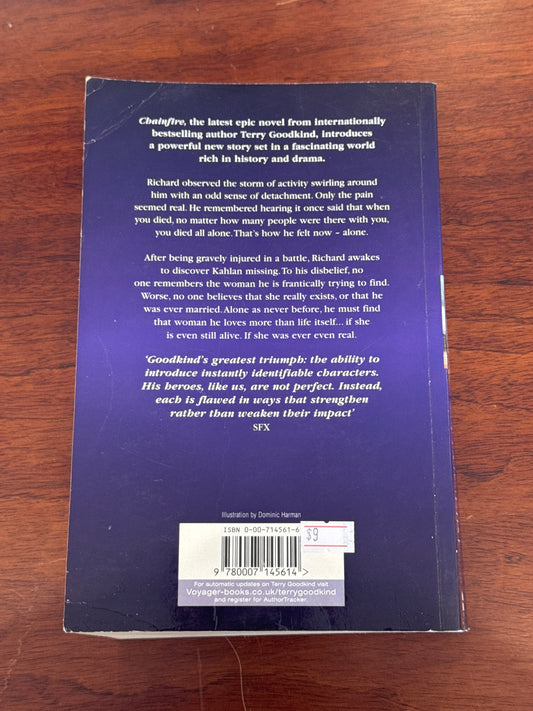 Chainfire, the latest epic novel from internationally
bestselling author Terry Goodkind, introduces
a powerful new story set in a fascinating world
rich in history and drama.
Richard observed the storm of activity swirling around
him with an odd sense of detachment. Only the pain
seemed real. He remembered hearing it once said that when
you died, no matter how many people were there with you,
you died all alone. That's how he felt now – alone.
After being gravely injured in a battle, Richard awakes
to discover Kahlan missing. To his disbelief, no
one remembers the woman he is frantically trying to find.
Worse, no one believes that she really exists, or that he
was ever married. Alone as never before, he must find
that woman he loves more than life itself... if she
is even still alive. If she was ever even real.
'Goodkind's greatest triumph: the ability to
introduce instantly identifiable characters.
His heroes, like us, are not perfect. Instead,
each is flawed in ways that strengthen
rather than weaken their impact'
SFX
Illustration by Dominic Harman
ISBN 0-00-714561-6
$9
9 780007 145614 >
For automatic updates on Terry Goodkind visit
Voyager-books.co.uk/terrygoodkind
and register for AuthorTracker.